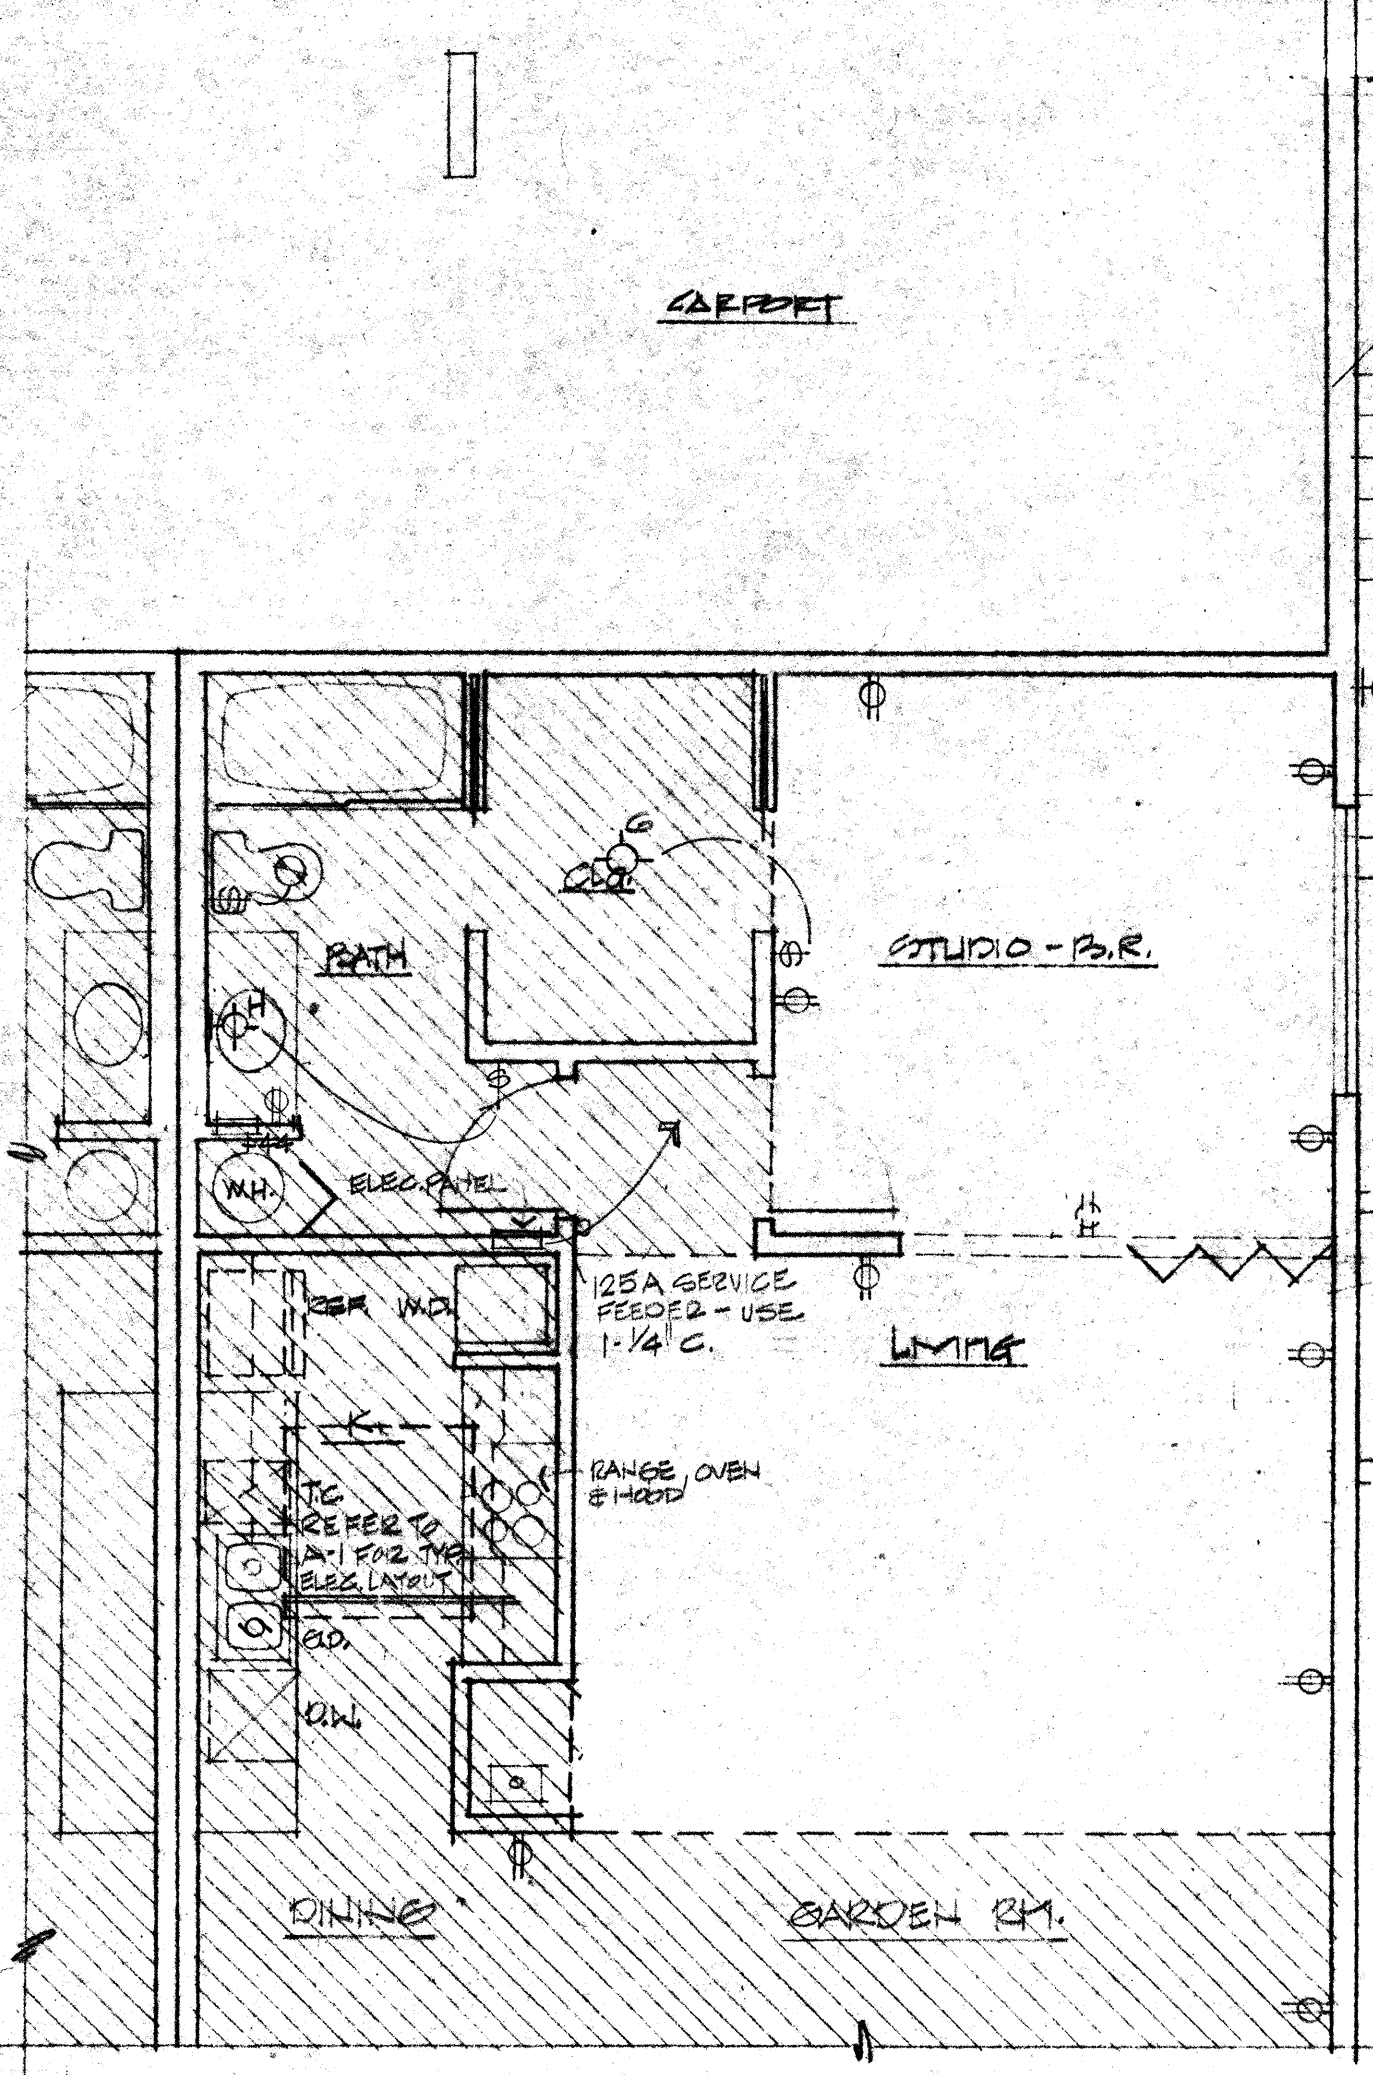 CARPORT
G
CLO.
BATH
STUDIO - B.R.
H
S
W.H.
ELEC. PANEL
REF. W.D.
125 A SERVICE
FEEDER - USE
1 - 1/4" C.
LIVING
K.
RANGE, OVEN
& HOOD
T.C.
REFER TO
A-1 FOR TYP.
ELEC. LAYOUT
G.D.
D.W.
DINING
GARDEN RM.